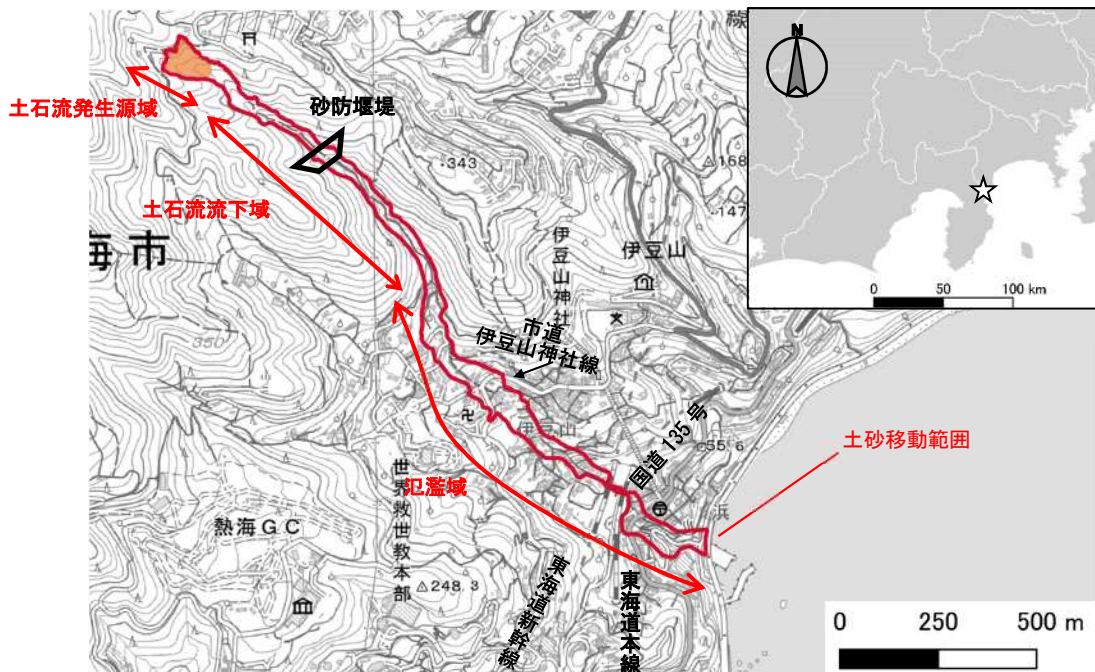 線
N
砂防堰堤
土石流発生源域
・343
△168
147
土石流流下域
海市
伊豆山神社
伊豆山
0 50 100 km
市道
伊豆山神社線
350
伊豆山
国道135号
55.6
土砂移動範囲
氾濫域
浜
世界救世教本部
熱海GC
△248.3
東海道新幹線
東海道本線
0 250 500 m